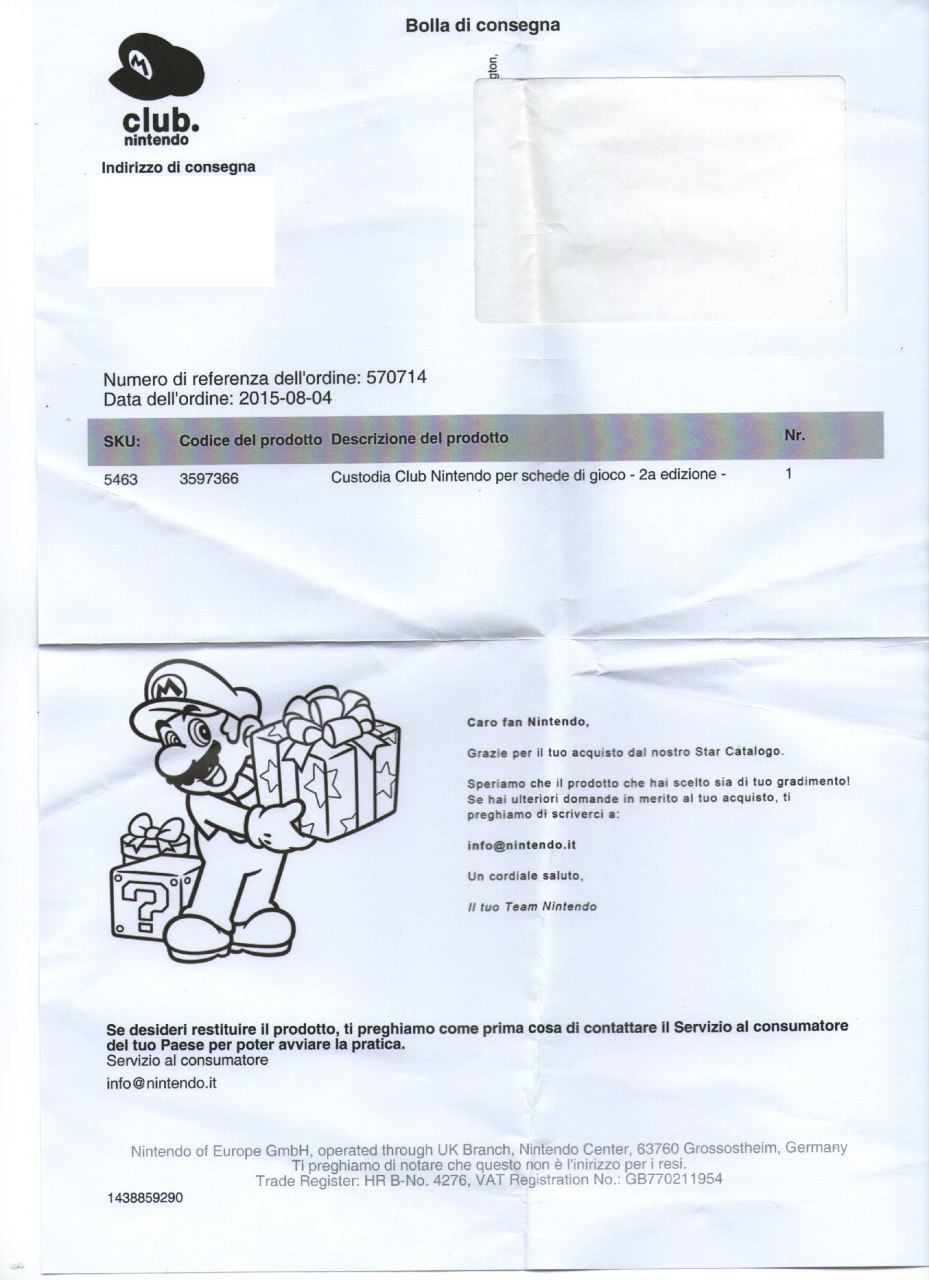 Bolla di consegna
gton,
M
club.
nintendo
Indirizzo di consegna
Numero di referenza dell'ordine: 570714
Data dell'ordine: 2015-08-04
SKU: Codice del prodotto Descrizione del prodotto Nr.
5463 3597366 Custodia Club Nintendo per schede di gioco - 2a edizione - 1
M
?
Caro fan Nintendo,
Grazie per il tuo acquisto dal nostro Star Catalogo.
Speriamo che il prodotto che hai scelto sia di tuo gradimento!
Se hai ulteriori domande in merito al tuo acquisto, ti
preghiamo di scriverci a:
info@nintendo.it
Un cordiale saluto,
Il tuo Team Nintendo
Se desideri restituire il prodotto, ti preghiamo come prima cosa di contattare il Servizio al consumatore
del tuo Paese per poter avviare la pratica.
Servizio al consumatore
info@nintendo.it
Nintendo of Europe GmbH, operated through UK Branch, Nintendo Center, 63760 Grossostheim, Germany
Ti preghiamo di notare che questo non è l'inirizzo per i resi.
Trade Register: HR B-No. 4276, VAT Registration No.: GB770211954
1438859290